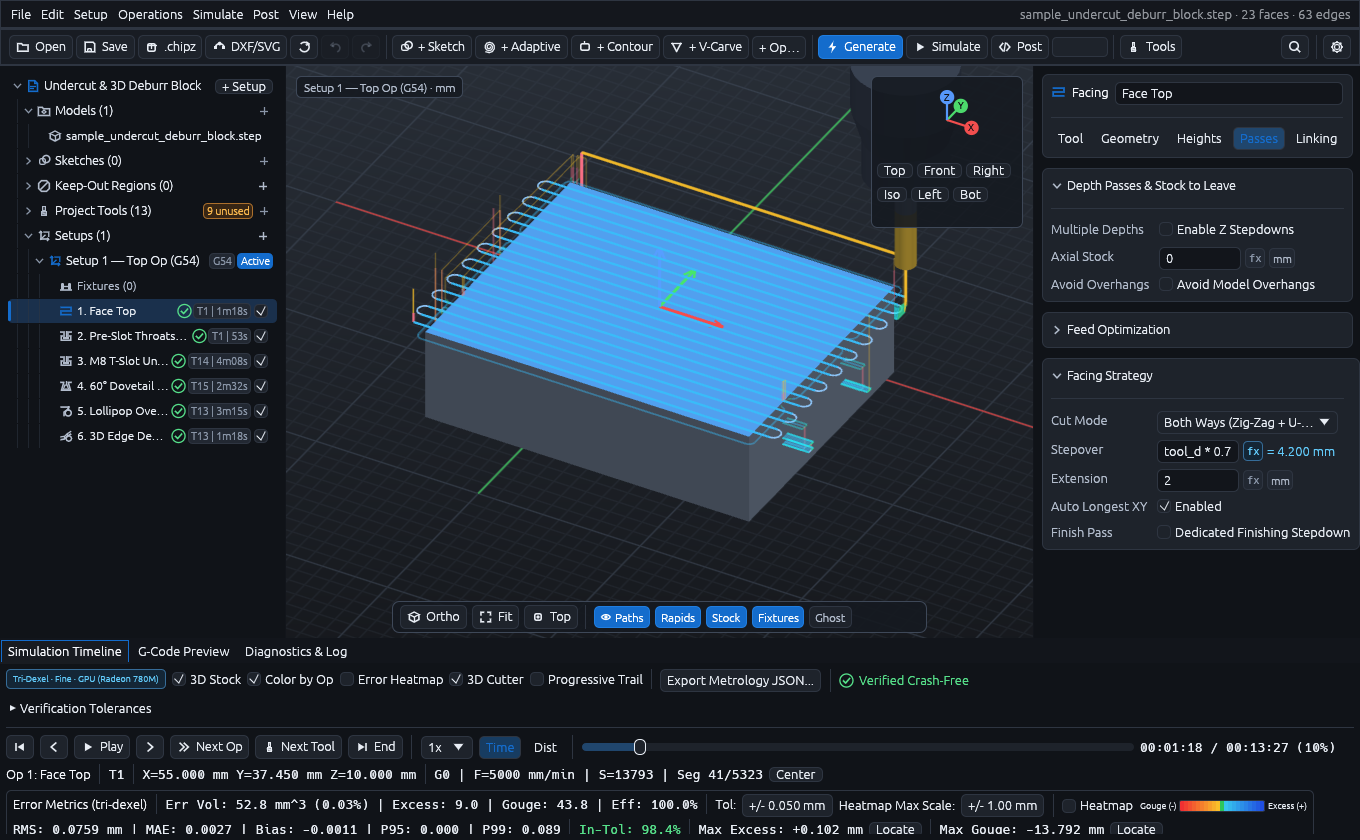 File Edit Setup Operations Simulate Post View Help
sample_undercut_deburr_block.step · 23 faces · 63 edges
Open Save .chipz DXF/SVG + Sketch + Adaptive + Contour + V-Carve + Op... Generate Simulate Post Tools
Undercut & 3D Deburr Block + Setup
Models (1) +
sample_undercut_deburr_block.step
Sketches (0) +
Keep-Out Regions (0) +
Project Tools (13) 9 unused +
Setups (1) +
Setup 1 — Top Op (G54) G54 Active
Fixtures (0)
1. Face Top T1 | 1m18s
2. Pre-Slot Throats... T1 | 53s
3. M8 T-Slot Un... T14 | 4m08s
4. 60° Dovetail ... T15 | 2m32s
5. Lollipop Ove... T13 | 3m15s
6. 3D Edge De... T13 | 1m18s
Setup 1 — Top Op (G54) · mm
Z
Y
X
Top Front Right
Iso Left Bot
Ortho Fit Top Paths Rapids Stock Fixtures Ghost
Facing Face Top
Tool Geometry Heights Passes Linking
Depth Passes & Stock to Leave
Multiple Depths Enable Z Stepdowns
Axial Stock 0 fx mm
Avoid Overhangs Avoid Model Overhangs
Feed Optimization
Facing Strategy
Cut Mode Both Ways (Zig-Zag + U-...
Stepover tool_d * 0.7 fx = 4.200 mm
Extension 2 fx mm
Auto Longest XY Enabled
Finish Pass Dedicated Finishing Stepdown
Simulation Timeline G-Code Preview Diagnostics & Log
Tri-Dexel · Fine · GPU (Radeon 780M) 3D Stock Color by Op Error Heatmap 3D Cutter Progressive Trail Export Metrology JSON... Verified Crash-Free
Verification Tolerances
Play Next Op Next Tool End 1x Time Dist 00:01:18 / 00:13:27 (10%)
Op 1: Face Top T1 X=55.000 mm Y=37.450 mm Z=10.000 mm G0 | F=5000 mm/min | S=13793 | Seg 41/5323 Center
Error Metrics (tri-dexel) Err Vol: 52.8 mm^3 (0.03%) | Excess: 9.0 | Gouge: 43.8 | Eff: 100.0% Tol: +/- 0.050 mm Heatmap Max Scale: +/- 1.00 mm Heatmap Gouge (-) Excess (+)
RMS: 0.0759 mm | MAE: 0.0027 | Bias: -0.0011 | P95: 0.000 | P99: 0.089 In-Tol: 98.4% Max Excess: +0.102 mm Locate Max Gouge: -13.792 mm Locate